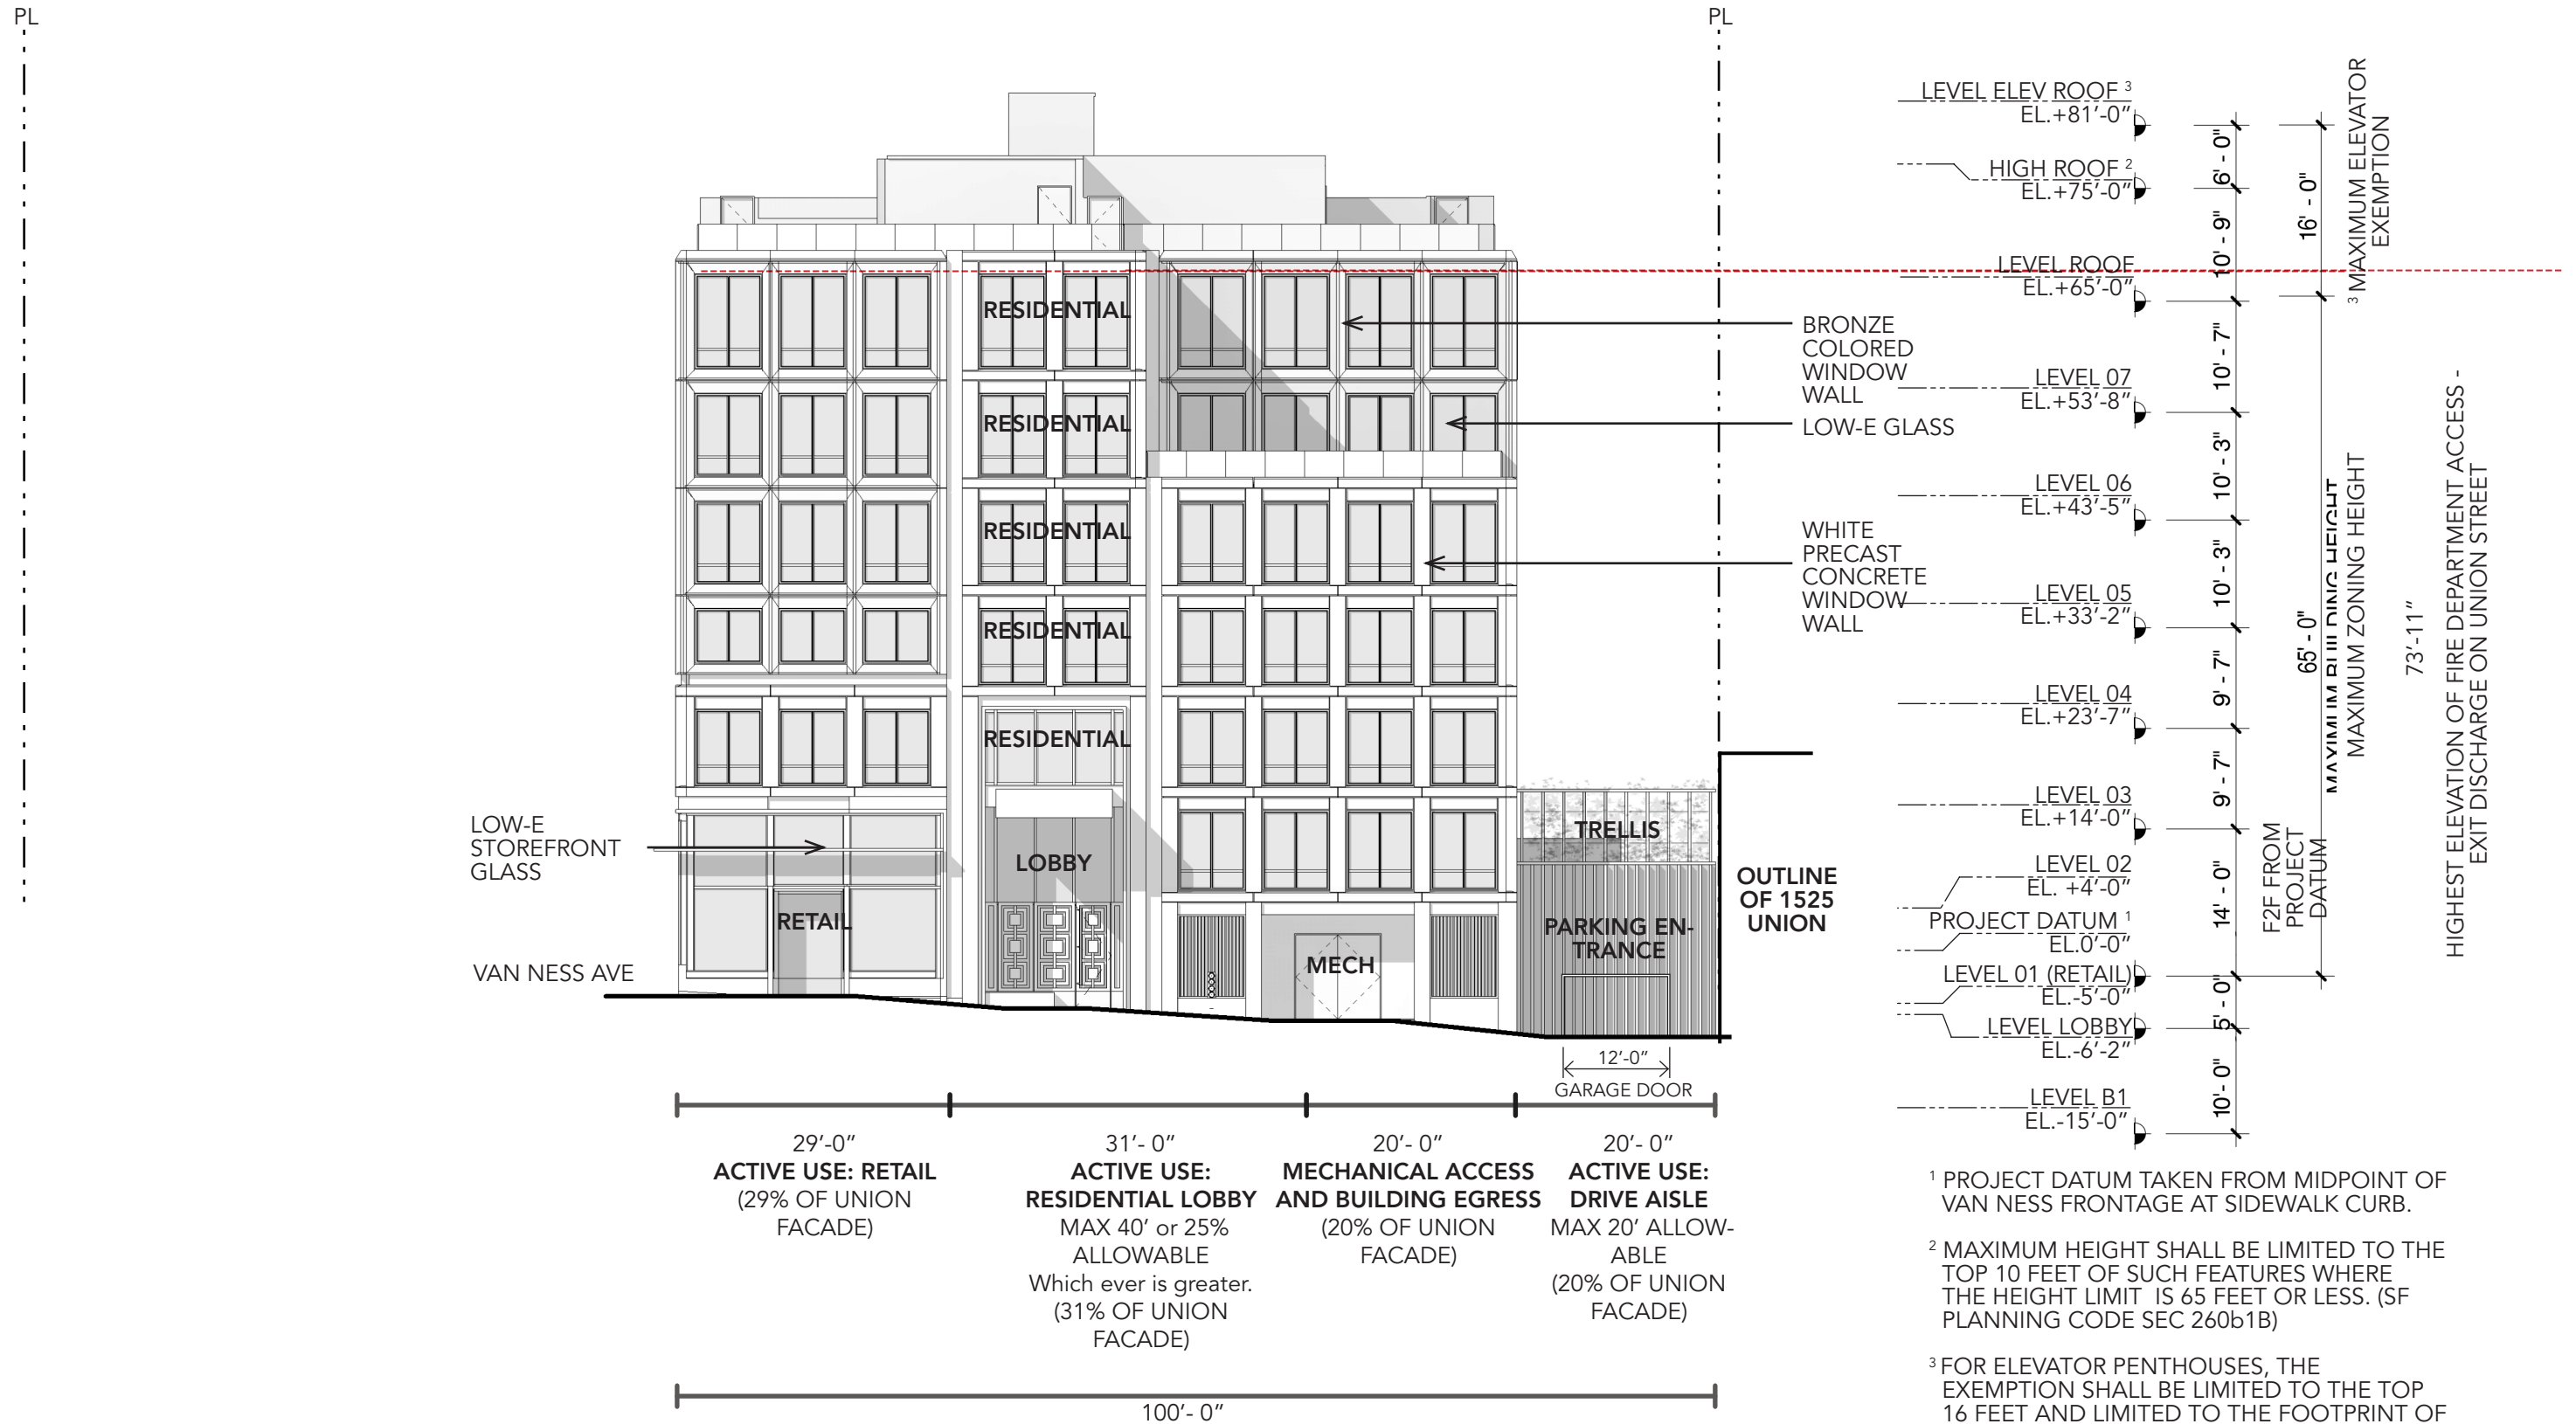 PL
PL
LEVEL ELEV ROOF ³
EL.+81'-0"
HIGH ROOF ²
EL.+75'-0"
LEVEL ROOF
EL.+65'-0"
LEVEL 07
EL.+53'-8"
LEVEL 06
EL.+43'-5"
LEVEL 05
EL.+33'-2"
LEVEL 04
EL.+23'-7"
LEVEL 03
EL.+14'-0"
LEVEL 02
EL. +4'-0"
PROJECT DATUM ¹
EL.0'-0"
LEVEL 01 (RETAIL)
EL.-5'-0"
LEVEL LOBBY
EL.-6'-2"
LEVEL B1
EL.-15'-0"
6' - 0"
10' - 9"
10' - 7"
10' - 3"
10' - 3"
9' - 7"
9' - 7"
14' - 0"
5' - 0"
10'- 0"
16' - 0"
³ MAXIMUM ELEVATOR
EXEMPTION
65' - 0"
MAXIMUM BUILDING HEIGHT
MAXIMUM ZONING HEIGHT
F2F FROM
PROJECT
DATUM
73'-11"
HIGHEST ELEVATION OF FIRE DEPARTMENT ACCESS -
EXIT DISCHARGE ON UNION STREET
BRONZE
COLORED
WINDOW
WALL
LOW-E GLASS
WHITE
PRECAST
CONCRETE
WINDOW
WALL
RESIDENTIAL
RESIDENTIAL
RESIDENTIAL
RESIDENTIAL
RESIDENTIAL
LOW-E
STOREFRONT
GLASS
VAN NESS AVE
RETAIL
LOBBY
MECH
TRELLIS
PARKING EN-
TRANCE
OUTLINE
OF 1525
UNION
12'-0"
GARAGE DOOR
29'-0"
ACTIVE USE: RETAIL
(29% OF UNION
FACADE)
31'- 0"
ACTIVE USE:
RESIDENTIAL LOBBY
MAX 40' or 25%
ALLOWABLE
Which ever is greater.
(31% OF UNION
FACADE)
20'- 0"
MECHANICAL ACCESS
AND BUILDING EGRESS
(20% OF UNION
FACADE)
20'- 0"
ACTIVE USE:
DRIVE AISLE
MAX 20' ALLOW-
ABLE
(20% OF UNION
FACADE)
100'- 0"
¹ PROJECT DATUM TAKEN FROM MIDPOINT OF
VAN NESS FRONTAGE AT SIDEWALK CURB.
² MAXIMUM HEIGHT SHALL BE LIMITED TO THE
TOP 10 FEET OF SUCH FEATURES WHERE
THE HEIGHT LIMIT IS 65 FEET OR LESS. (SF
PLANNING CODE SEC 260b1B)
³ FOR ELEVATOR PENTHOUSES, THE
EXEMPTION SHALL BE LIMITED TO THE TOP
16 FEET AND LIMITED TO THE FOOTPRINT OF